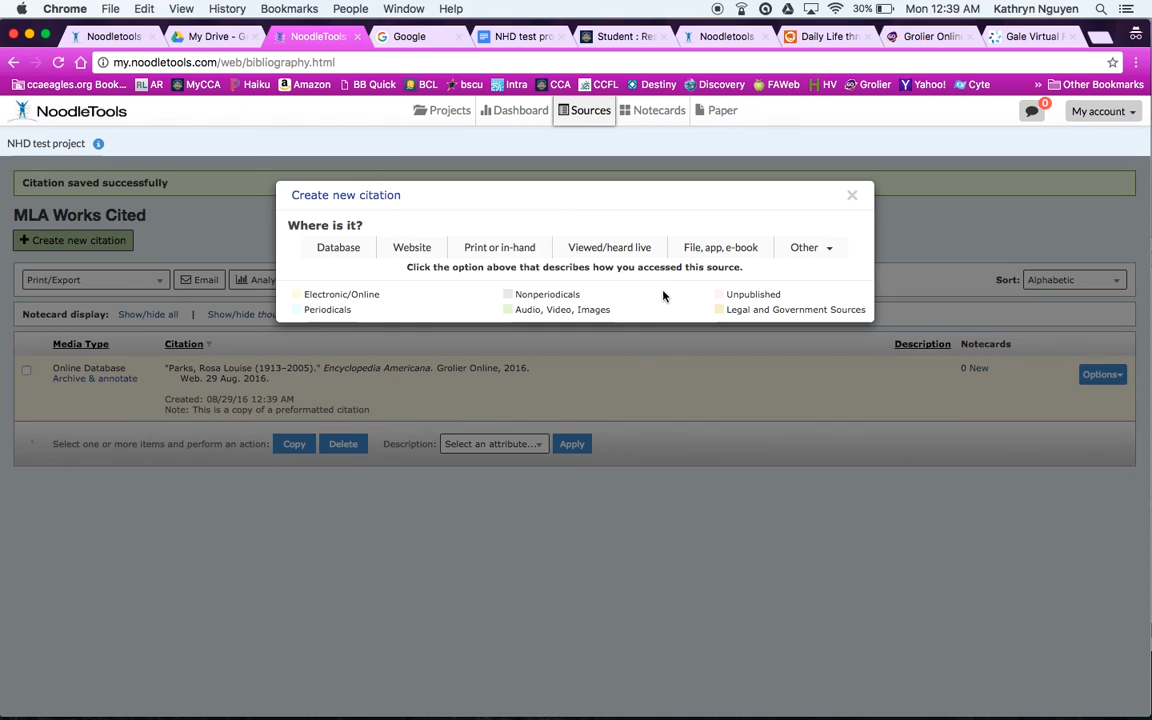 Chrome File Edit View History Bookmarks People Window Help 30% Mon 12:39 AM Kathryn Nguyen
Noodletools My Drive - G NoodleTools Google NHD test pro Student : Re Noodletools Daily Life thr Grolier Onlin Gale Virtual R
my.noodletools.com/web/bibliography.html
ccaeagles.org Book... AR MyCCA Haiku Amazon BB Quick BCL bscu Intra CCA CCFL Destiny Discovery FAWeb HV Grolier Yahoo! Cyte » Other Bookmarks
NoodleTools Projects Dashboard Sources Notecards Paper 0 My account
NHD test project
Citation saved successfully
Create new citation
MLA Works Cited
Where is it?
Create new citation
Database Website Print or in-hand Viewed/heard live File, app, e-book Other
Click the option above that describes how you accessed this source.
Print/Export Email Analy Sort: Alphabetic
Electronic/Online Nonperiodicals Unpublished
Periodicals Audio, Video, Images Legal and Government Sources
Notecard display: Show/hide all | Show/hide thou
Media Type Citation Description Notecards
Online Database "Parks, Rosa Louise (1913–2005)." Encyclopedia Americana. Grolier Online, 2016. 0 New
Archive & annotate Web. 29 Aug. 2016. Options
Created: 08/29/16 12:39 AM
Note: This is a copy of a preformatted citation
Select one or more items and perform an action: Copy Delete Description: Select an attribute... Apply